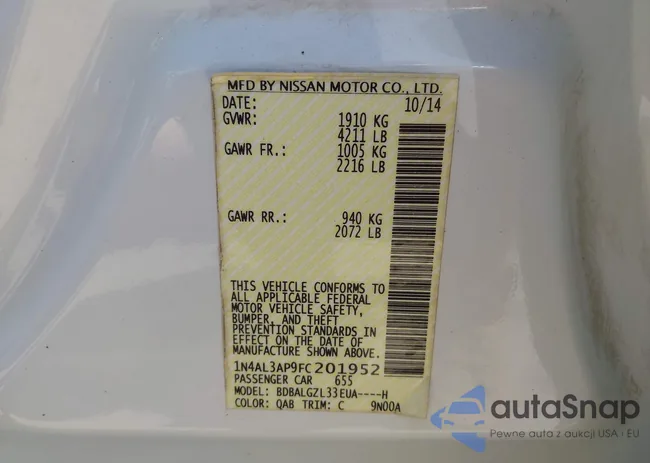 MFD BY NISSAN MOTOR CO., LTD.
DATE: 10/14
GVWR: 1910 KG
4211 LB
GAWR FR.: 1005 KG
2216 LB
GAWR RR.: 940 KG
2072 LB
THIS VEHICLE CONFORMS TO
ALL APPLICABLE FEDERAL
MOTOR VEHICLE SAFETY,
BUMPER, AND THEFT
PREVENTION STANDARDS IN
EFFECT ON THE DATE OF
MANUFACTURE SHOWN ABOVE.
1N4AL3AP9FC201952
PASSENGER CAR 655
MODEL: BDBALGZL33EUA----H
COLOR: QAB TRIM: C 9N00A
autoSnap
Pewne auta z aukcji USA i EU